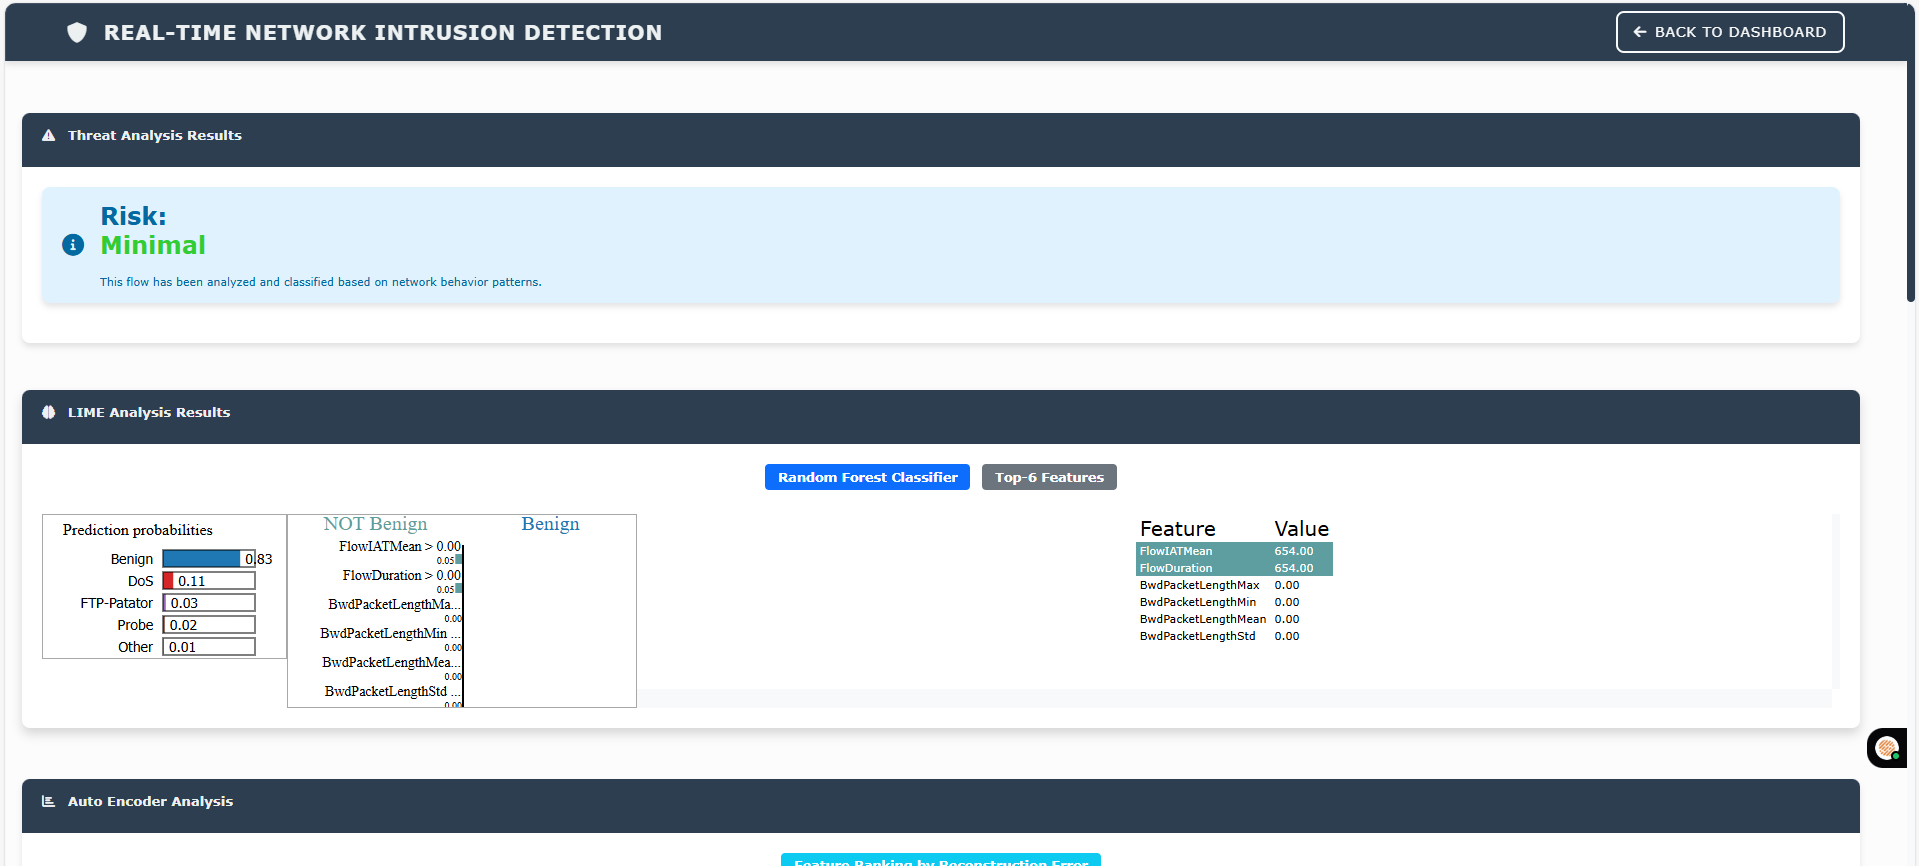 REAL-TIME NETWORK INTRUSION DETECTION
BACK TO DASHBOARD
Threat Analysis Results
Risk:
Minimal
This flow has been analyzed and classified based on network behavior patterns.
LIME Analysis Results
Random Forest Classifier
Top-6 Features
Prediction probabilities
Benign 0.83
DoS 0.11
FTP-Patator 0.03
Probe 0.02
Other 0.01
NOT Benign Benign
FlowIATMean > 0.00
0.05
FlowDuration > 0.00
0.05
BwdPacketLengthMa...
0.00
BwdPacketLengthMin ...
0.00
BwdPacketLengthMea...
0.00
BwdPacketLengthStd ...
0.00
Feature Value
FlowIATMean 654.00
FlowDuration 654.00
BwdPacketLengthMax 0.00
BwdPacketLengthMin 0.00
BwdPacketLengthMean 0.00
BwdPacketLengthStd 0.00
Auto Encoder Analysis
Feature Ranking by Reconstruction Error